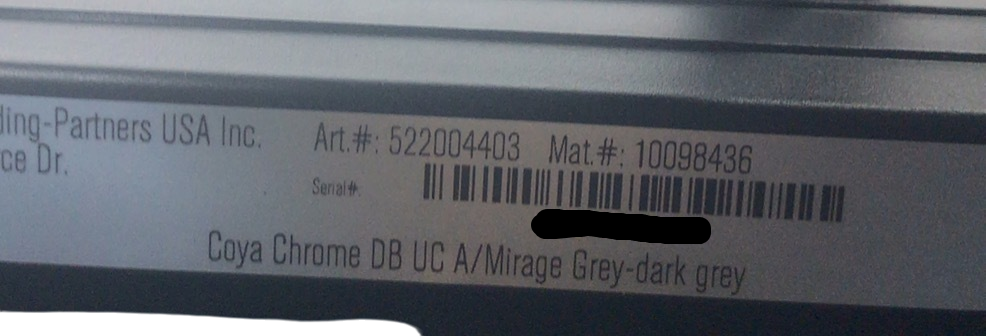 ding-Partners USA Inc.
ce Dr.
Art.#: 522004403 Mat.#: 10098436
Serial#:
Coya Chrome DB UC A/Mirage Grey-dark grey